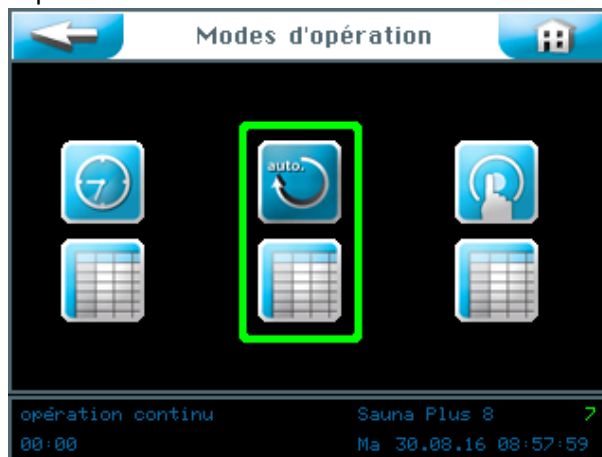 Modes d'opération
auto.
opération continu
Sauna Plus 8 7
00:00
Ma 30.08.16 08:57:59